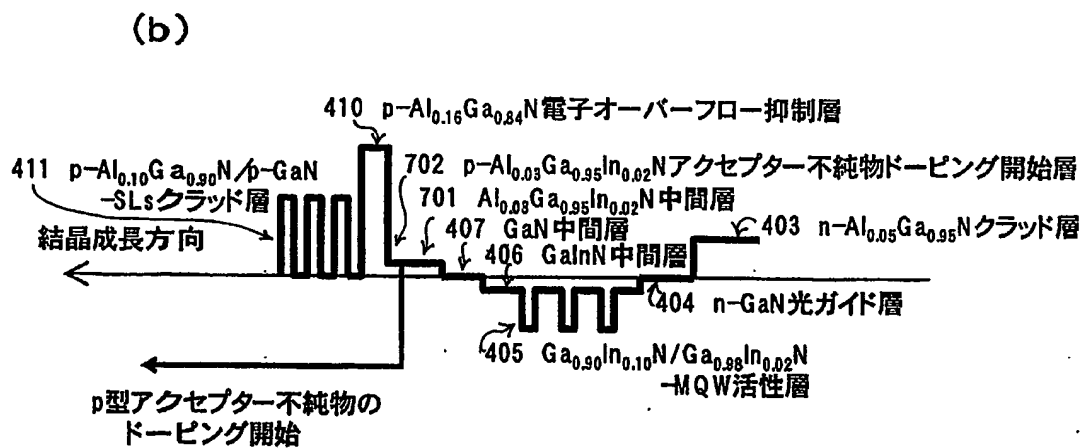 (b)
410 p-Al0.16Ga0.84N電子オーバーフロー抑制層
411 p-Al0.10Ga0.90N/p-GaN
-SLsクラッド層
702 p-Al0.03Ga0.95In0.02Nアクセプター不純物ドーピング開始層
701 Al0.03Ga0.95In0.02N中間層
結晶成長方向
407 GaN中間層
403 n-Al0.05Ga0.95Nクラッド層
406 GaInN中間層
404 n-GaN光ガイド層
405 Ga0.90In0.10N/Ga0.98In0.02N
-MQW活性層
p型アクセプター不純物の
ドーピング開始